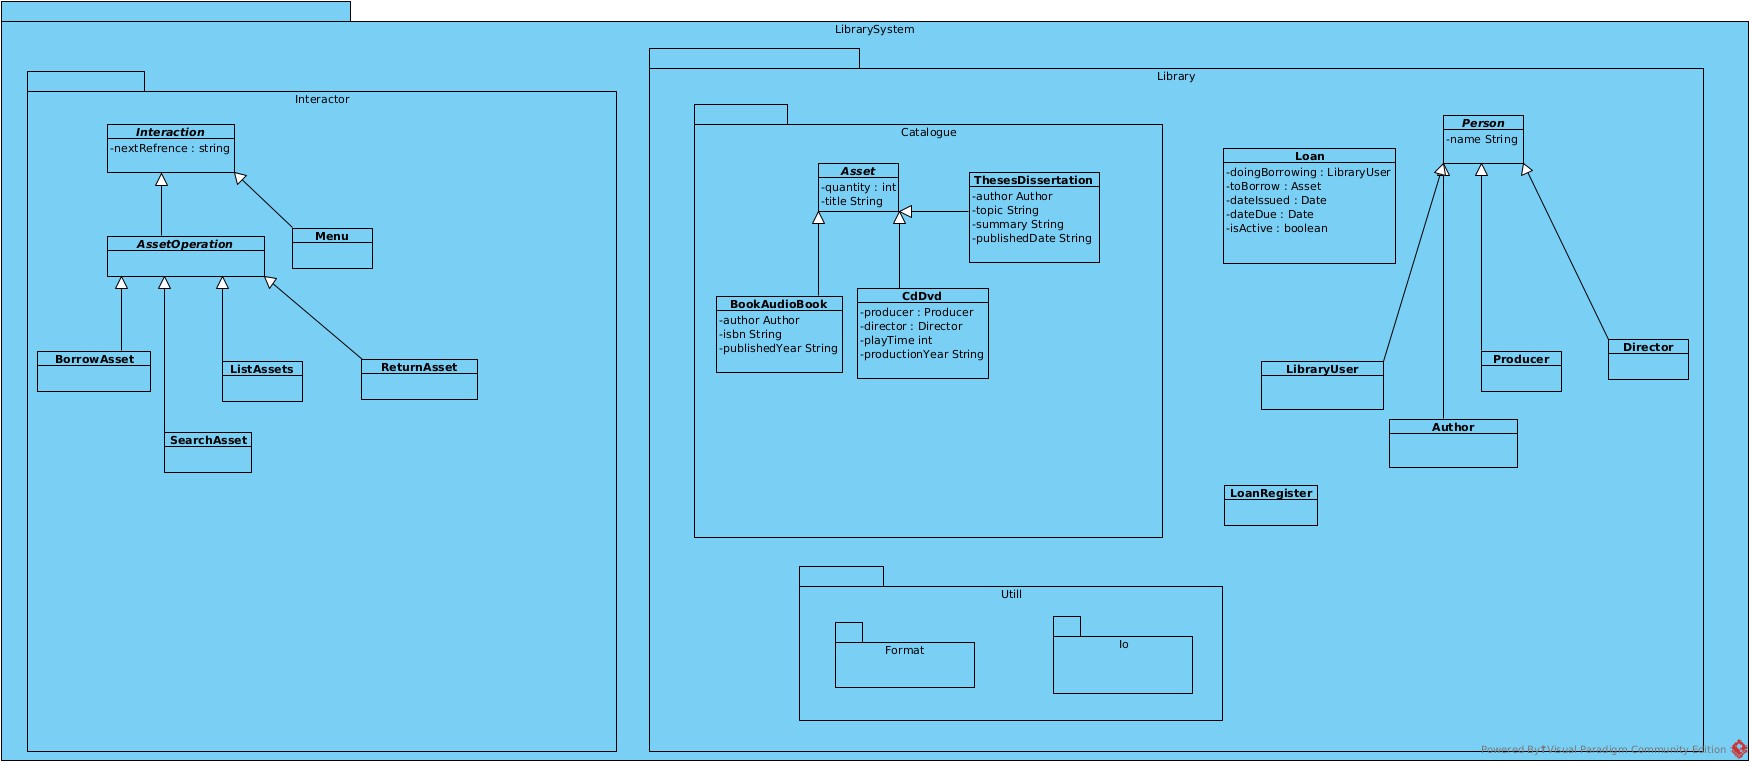 LibrarySystem
Interactor
Interaction
-nextRefrence : string
AssetOperation
Menu
BorrowAsset
ListAssets
ReturnAsset
SearchAsset
Library
Catalogue
Asset
-quantity : int
-title String
ThesesDissertation
-author Author
-topic String
-summary String
-publishedDate String
BookAudioBook
-author Author
-isbn String
-publishedYear String
CdDvd
-producer : Producer
-director : Director
-playTime int
-productionYear String
Loan
-doingBorrowing : LibraryUser
-toBorrow : Asset
-dateIssued : Date
-dateDue : Date
-isActive : boolean
Person
-name String
LibraryUser
Author
Producer
Director
LoanRegister
Utill
Format
Io
Powered By Visual Paradigm Community Edition